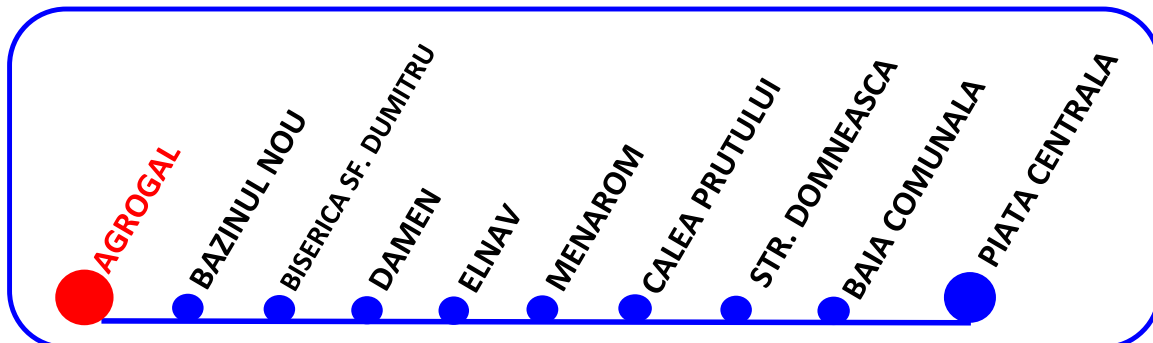 AGROGAL
BAZINUL NOU
BISERICA SF. DUMITRU
DAMEN
ELNAV
MENAROM
CALEA PRUTULUI
STR. DOMNEASCA
BAIA COMUNALA
PIATA CENTRALA